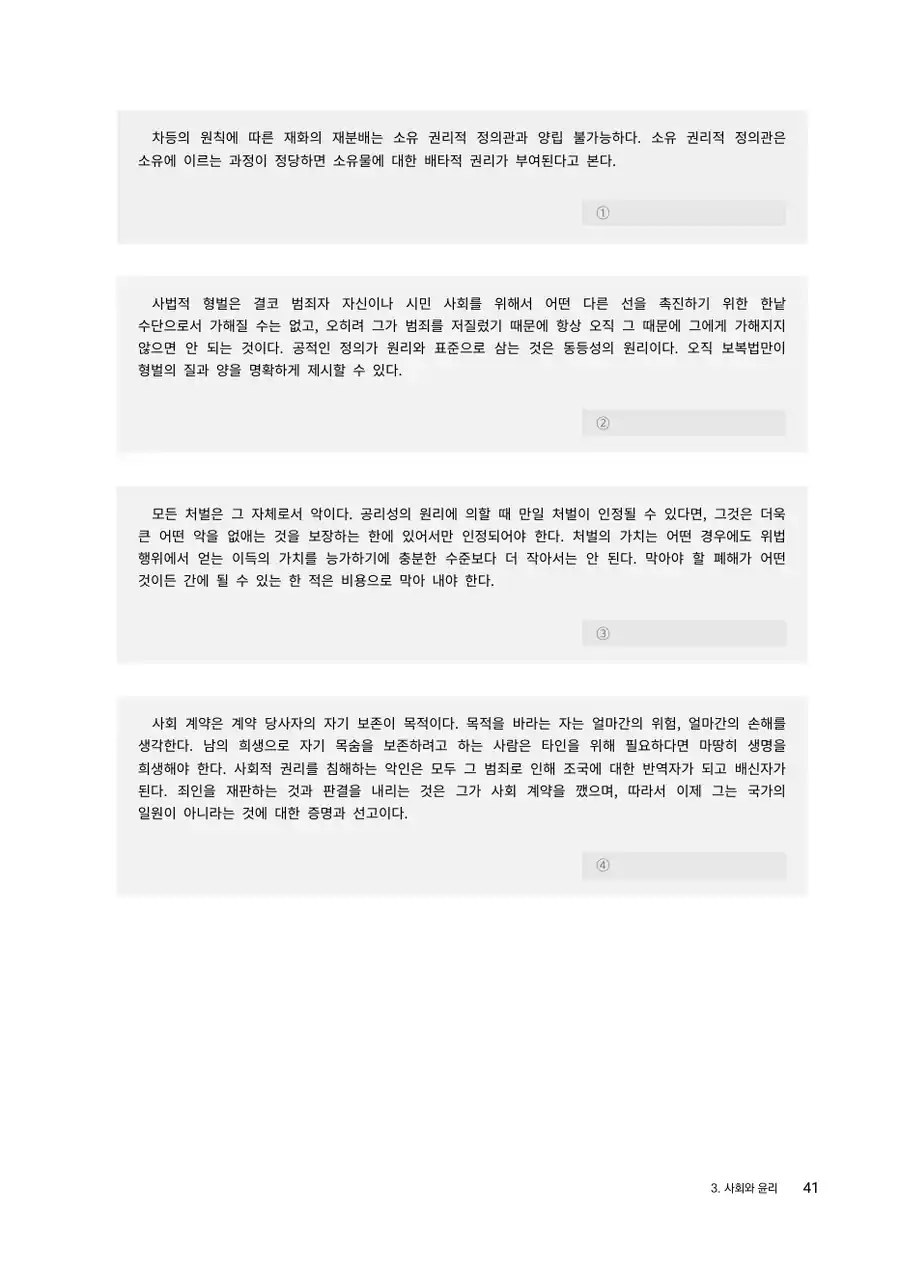 차등의 원칙에 따른 재화의 재분배는 소유 권리적 정의관과 양립 불가능하다. 소유 권리적 정의관은
소유에 이르는 과정이 정당하면 소유물에 대한 배타적 권리가 부여된다고 본다.
①
사법적 형벌은 결코 범죄자 자신이나 시민 사회를 위해서 어떤 다른 선을 촉진하기 위한 한낱
수단으로서 가해질 수는 없고, 오히려 그가 범죄를 저질렀기 때문에 항상 오직 그 때문에 그에게 가해지지
않으면 안 되는 것이다. 공적인 정의가 원리와 표준으로 삼는 것은 동등성의 원리이다. 오직 보복법만이
형벌의 질과 양을 명확하게 제시할 수 있다.
②
모든 처벌은 그 자체로서 악이다. 공리성의 원리에 의할 때 만일 처벌이 인정될 수 있다면, 그것은 더욱
큰 어떤 악을 없애는 것을 보장하는 한에 있어서만 인정되어야 한다. 처벌의 가치는 어떤 경우에도 위법
행위에서 얻는 이득의 가치를 능가하기에 충분한 수준보다 더 작아서는 안 된다. 막아야 할 폐해가 어떤
것이든 간에 될 수 있는 한 적은 비용으로 막아 내야 한다.
③
사회 계약은 계약 당사자의 자기 보존이 목적이다. 목적을 바라는 자는 얼마간의 위험, 얼마간의 손해를
생각한다. 남의 희생으로 자기 목숨을 보존하려고 하는 사람은 타인을 위해 필요하다면 마땅히 생명을
희생해야 한다. 사회적 권리를 침해하는 악인은 모두 그 범죄로 인해 조국에 대한 반역자가 되고 배신자가
된다. 죄인을 재판하는 것과 판결을 내리는 것은 그가 사회 계약을 깼으며, 따라서 이제 그는 국가의
일원이 아니라는 것에 대한 증명과 선고이다.
④
3. 사회와 윤리 41